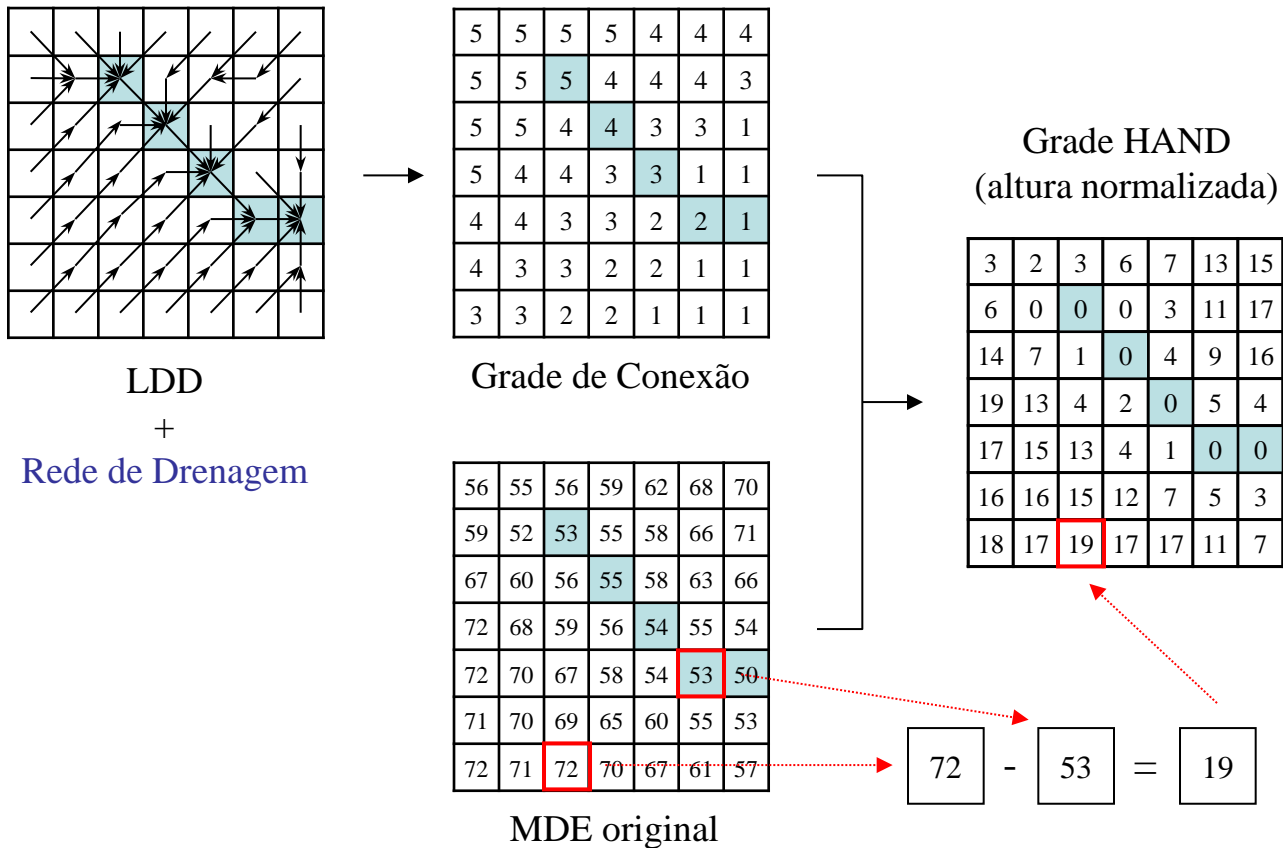 5 5 5 5 4 4 4
5 5 5 4 4 4 3
5 5 4 4 3 3 1
5 4 4 3 3 1 1
4 4 3 3 2 2 1
4 3 3 2 2 1 1
3 3 2 2 1 1 1
LDD
+
Rede de Drenagem
Grade de Conexão
Grade HAND
(altura normalizada)
3 2 3 6 7 13 15
6 0 0 0 3 11 17
14 7 1 0 4 9 16
19 13 4 2 0 5 4
17 15 13 4 1 0 0
16 16 15 12 7 5 3
18 17 19 17 17 11 7
56 55 56 59 62 68 70
59 52 53 55 58 66 71
67 60 56 55 58 63 66
72 68 59 56 54 55 54
72 70 67 58 54 53 50
71 70 69 65 60 55 53
72 71 72 70 67 61 57
MDE original
72 - 53 = 19